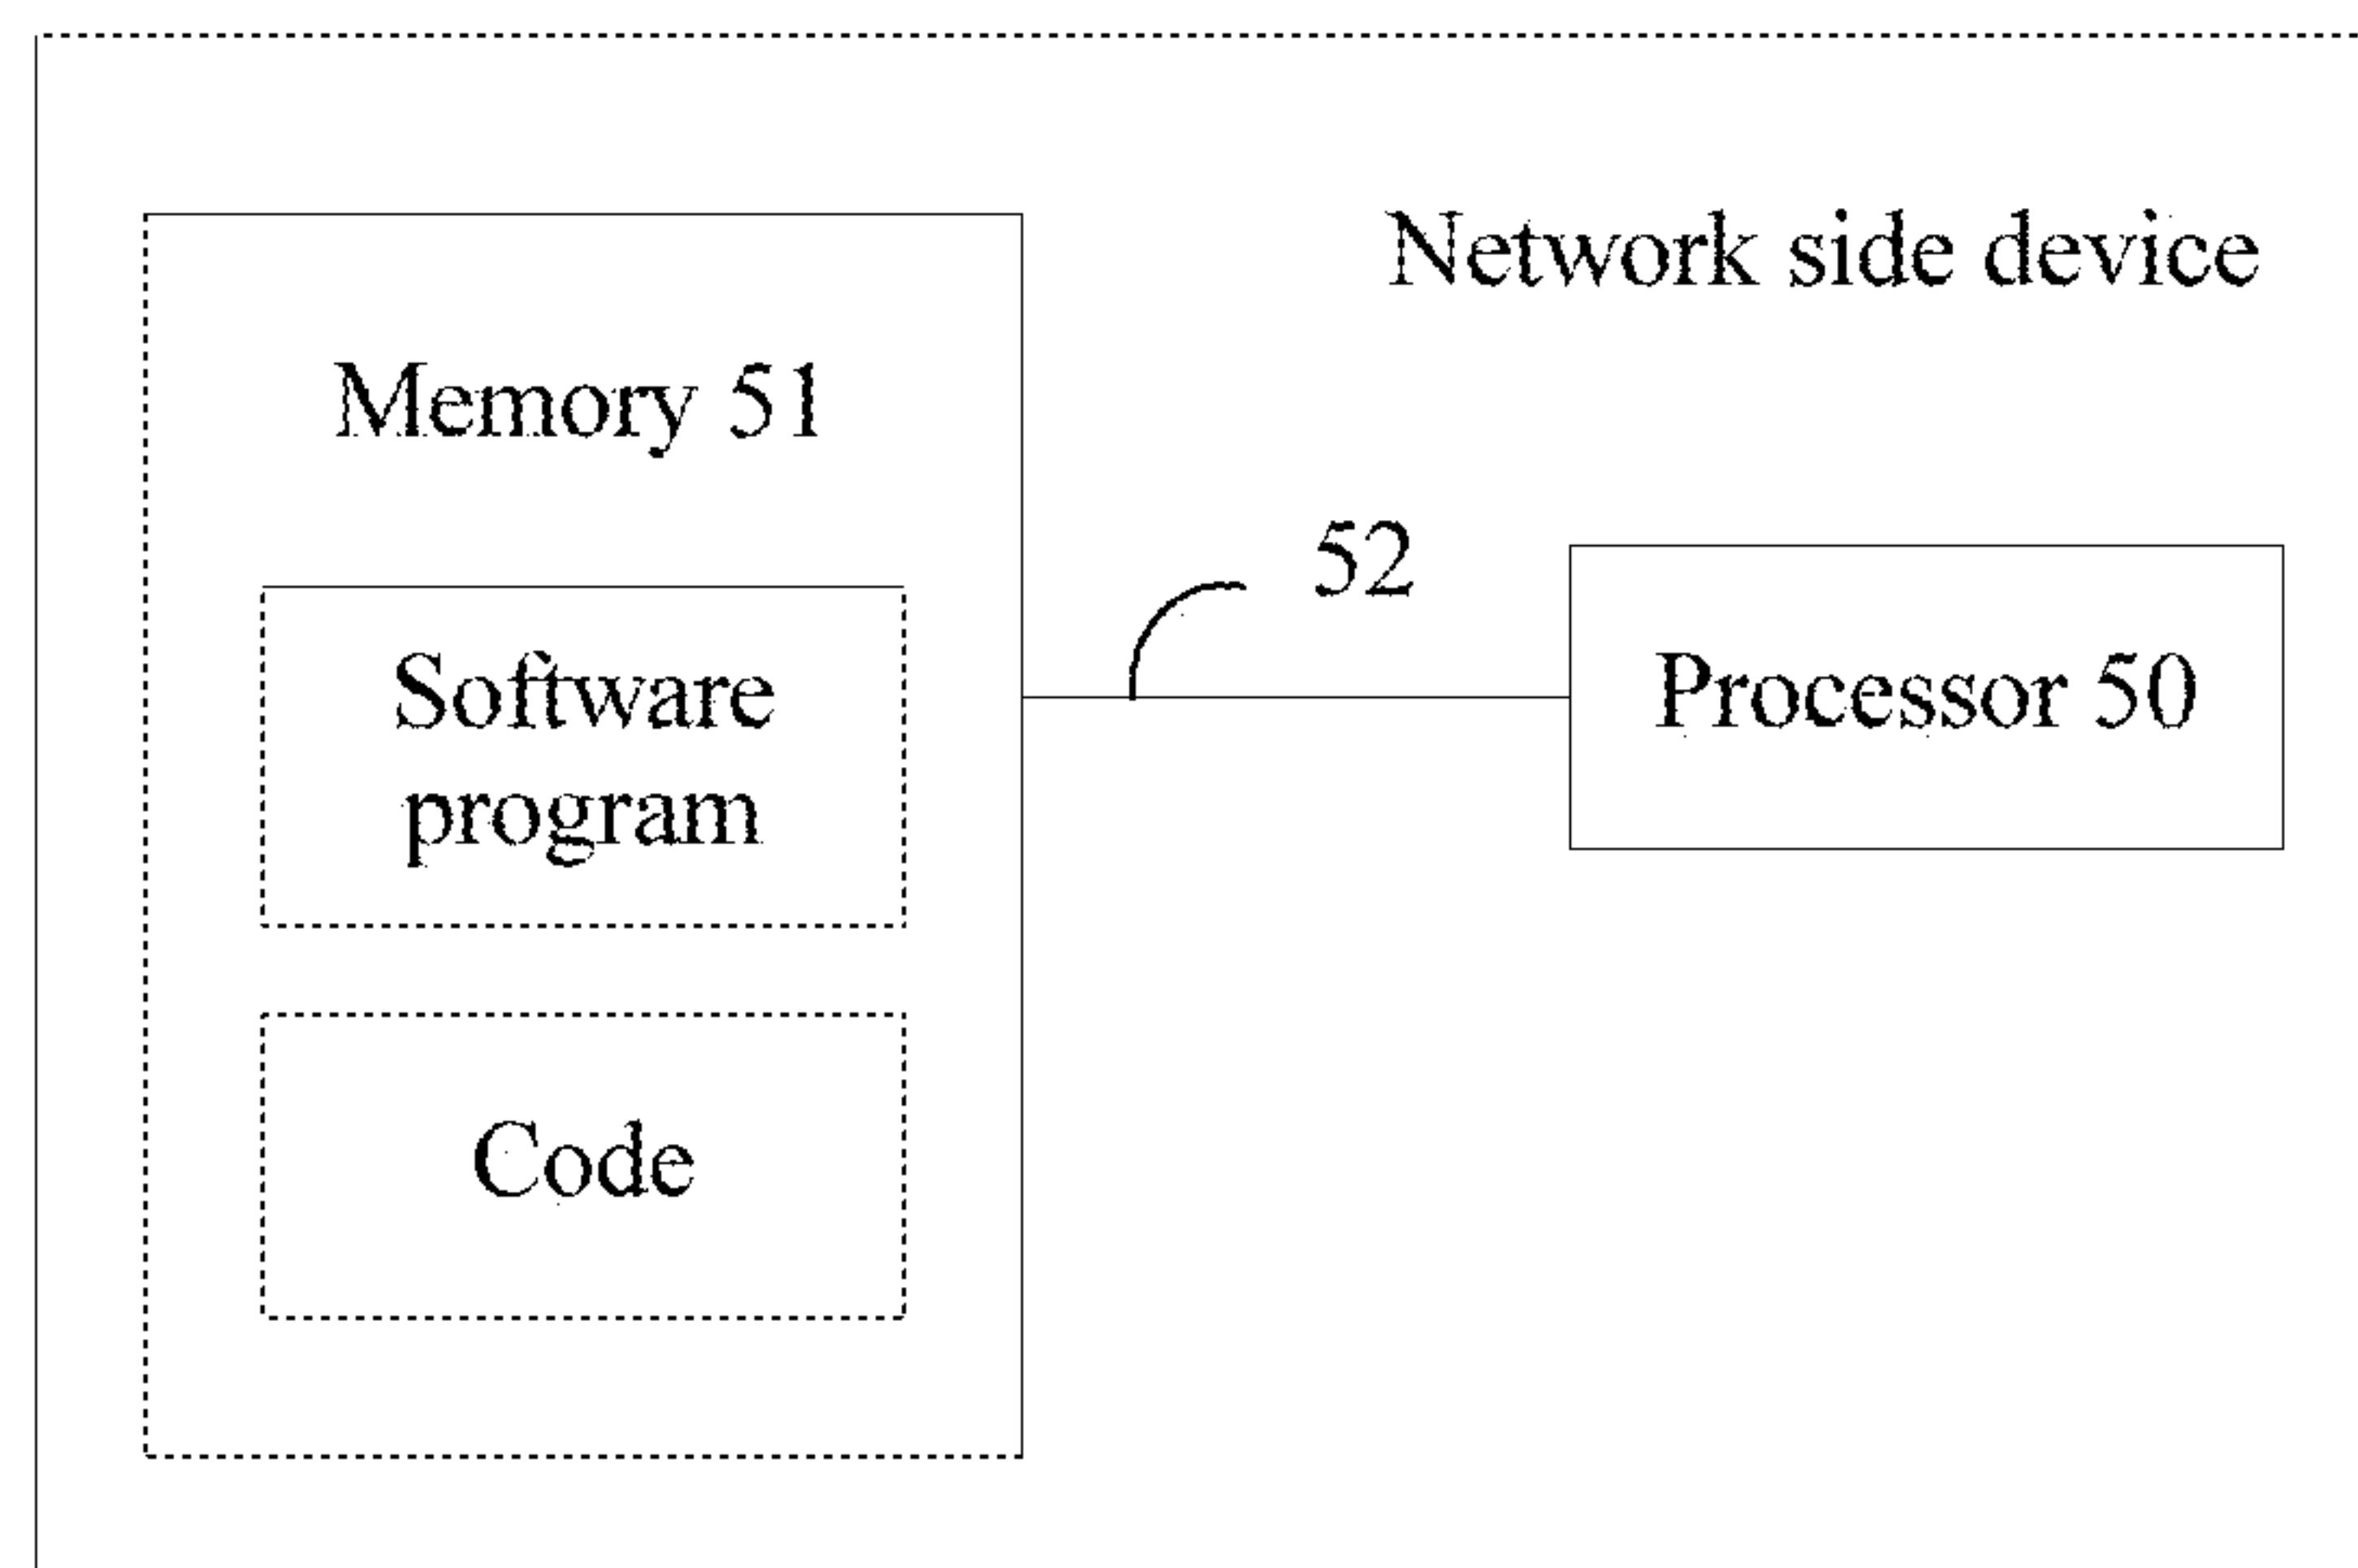 Network side device
Memory 51
52
Software
program
Processor 50
Code